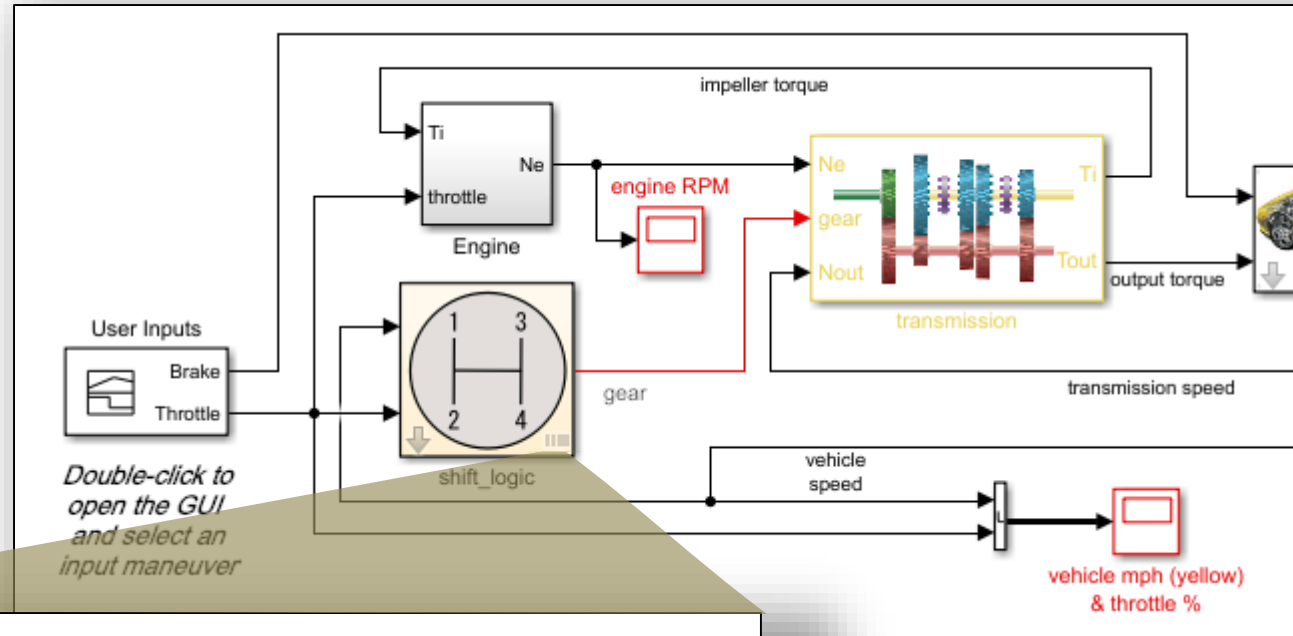 impeller torque
Ti
Ne
throttle
Engine
engine RPM
Ne
gear
Nout
Ti
Tout
transmission
output torque
transmission speed
User Inputs
Brake
Throttle
Double-click to
open the GUI
and select an
input maneuver
1 3
2 4
shift_logic
gear
vehicle
speed
vehicle mph (yellow)
& throttle %